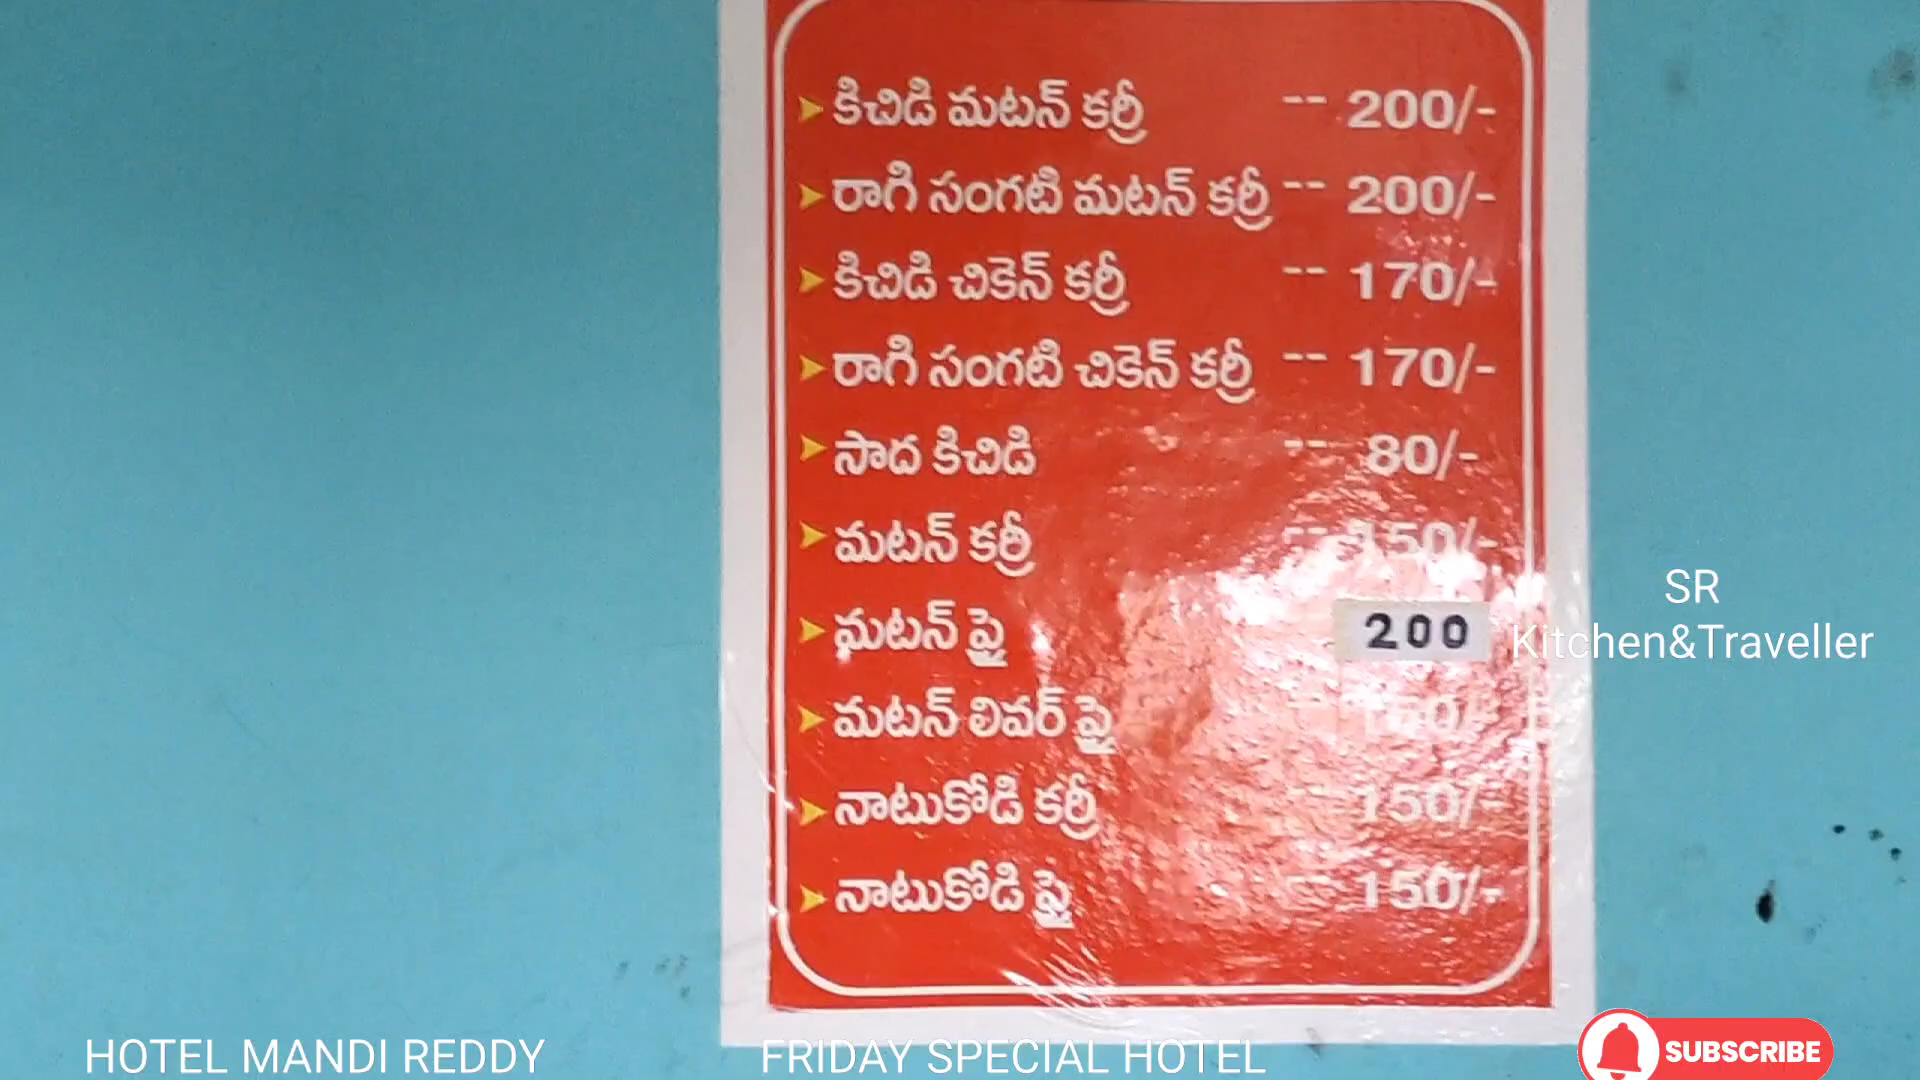 ➤ కిచిడి మటన్ కర్రీ -- 200/-
➤ రాగి సంగటి మటన్ కర్రీ -- 200/-
➤ కిచిడి చికెన్ కర్రీ -- 170/-
➤ రాగి సంగటి చికెన్ కర్రీ -- 170/-
➤ సాద కిచిడి -- 80/-
➤ మటన్ కర్రీ -- 150/-
➤ మటన్ ఫ్రై 200
➤ మటన్ లివర్ ఫ్రై
➤ నాటుకోడి కర్రీ -- 150/-
➤ నాటుకోడి ఫ్రై -- 150/-
SR
Kitchen&Traveller
HOTEL MANDI REDDY
FRIDAY SPECIAL HOTEL
SUBSCRIBE